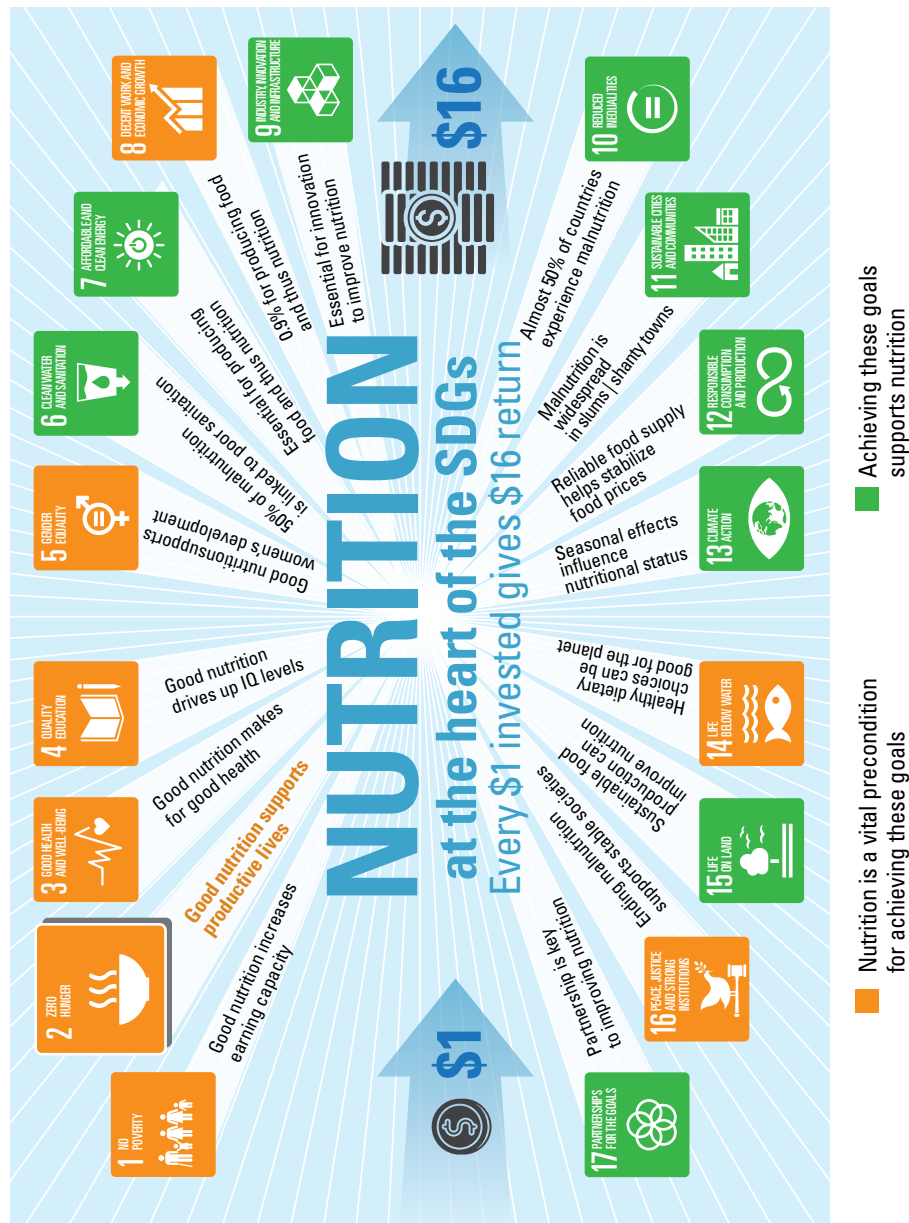 1 NO
POVERTY
Good nutrition increases
earning capacity
2 ZERO
HUNGER
Good nutrition supports
productive lives
3 GOOD HEALTH
AND WELL-BEING
Good nutrition makes
for good health
4 QUALITY
EDUCATION
Good nutrition
drives up IQ levels
5 GENDER
EQUALITY
Good nutritionsupports
women's development
6 CLEAN WATER
AND SANITATION
50% of malnutrition
is linked to poor sanitation
7 AFFORDABLE AND
CLEAN ENERGY
Essential for producing
food and thus nutrition
8 DECENT WORK AND
ECONOMIC GROWTH
0.9% for producing food
and thus nutrition
9 INDUSTRY, INNOVATION
AND INFRASTRUCTURE
Essential for innovation
to improve nutrition
$1
NUTRITION
at the heart of the SDGs
Every $1 invested gives $16 return
$16
17 PARTNERSHIPS
FOR THE GOALS
Partnership is key
to improving nutrition
16 PEACE, JUSTICE
AND STRONG
INSTITUTIONS
Ending malnutrition
supports stable societies
15 LIFE
ON LAND
Sustainable food
production can
improve nutrition
14 LIFE
BELOW WATER
Healthy dietary
choices can be
good for the planet
13 CLIMATE
ACTION
Seasonal effects
influence
nutritional status
12 RESPONSIBLE
CONSUMPTION
AND PRODUCTION
Reliable food supply
helps stabilize
food prices
11 SUSTAINABLE CITIES
AND COMMUNITIES
Malnutrition is
widespread
in slums | shanty towns
10 REDUCED
INEQUALITIES
Almost 50% of countries
experience malnutrition
Nutrition is a vital precondition
for achieving these goals
Achieving these goals
supports nutrition